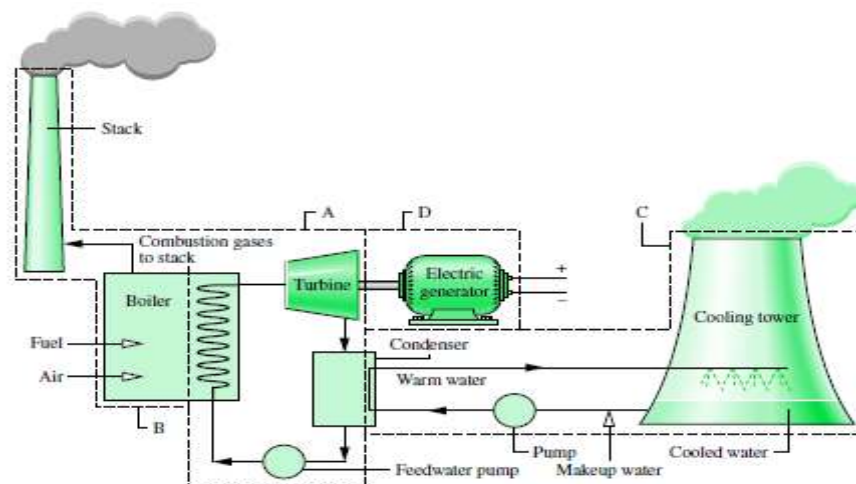 Stack
A
D
C
Combustion gases
to stack
Boiler
Turbine
Electric
generator
+
–
Cooling tower
Fuel
Air
Condenser
Warm water
B
Feedwater pump
Pump
Makeup water
Cooled water